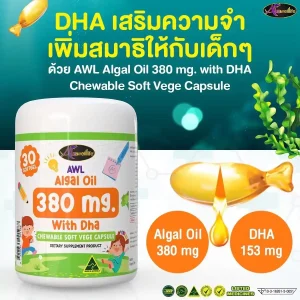 DHA เสริมความจำ
เพิ่มสมาธิให้กับเด็กๆ
ด้วย AWL Algal Oil 380 mg. with DHA
Chewable Soft Vege Capsule
30
AWL
Algal Oil
380 mg.
With Dha
CHEWABLE SOFT VEGE CAPSULE
DIETARY SUPPLEMENT PRODUCT
Algal Oil
380 mg
DHA
153 mg